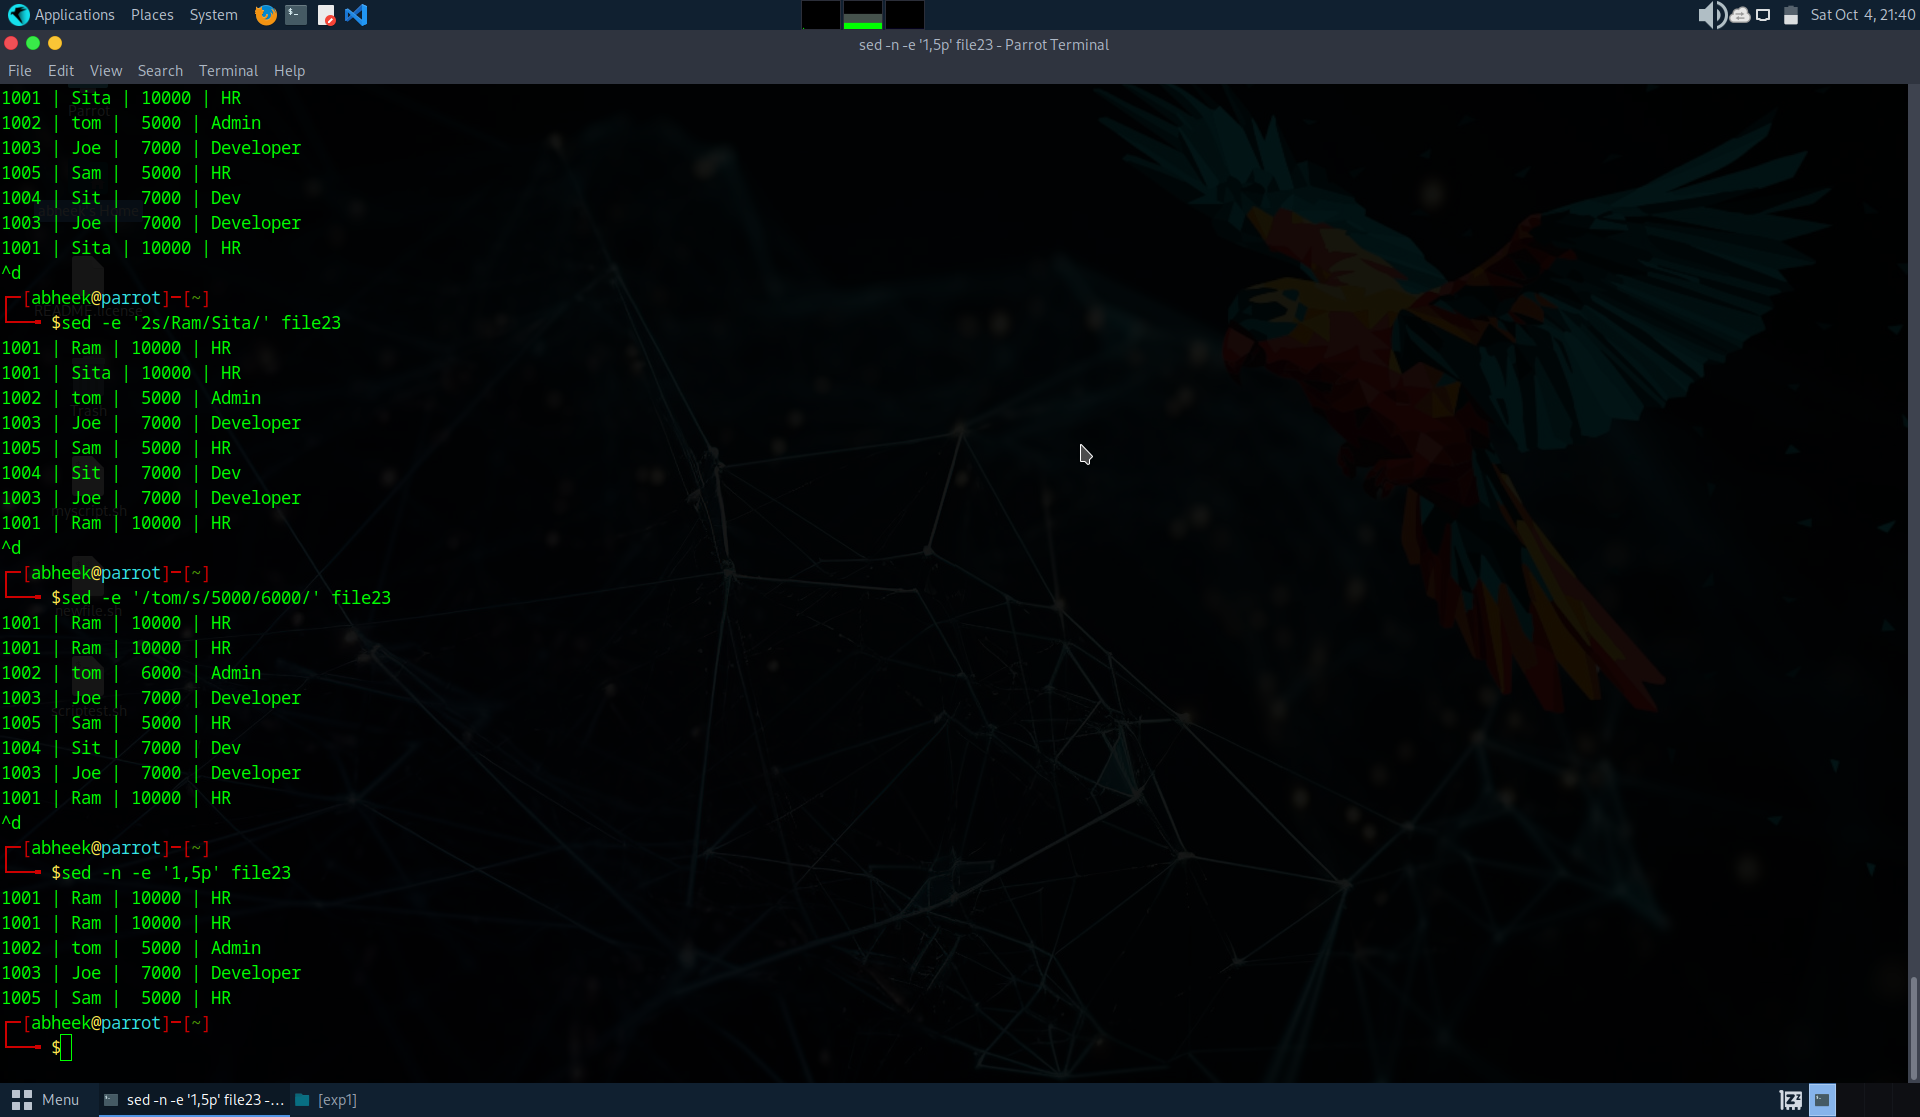 Applications Places System Sat Oct 4, 21:40
sed -n -e '1,5p' file23 - Parrot Terminal
File Edit View Search Terminal Help
1001 | Sita | 10000 | HR
1002 | tom |  5000 | Admin
1003 | Joe |  7000 | Developer
1005 | Sam |  5000 | HR
1004 | Sit |  7000 | Dev
1003 | Joe |  7000 | Developer
1001 | Sita | 10000 | HR
^d
[abheek@parrot]─[~]
$sed -e '2s/Ram/Sita/' file23
1001 | Ram | 10000 | HR
1001 | Sita | 10000 | HR
1002 | tom |  5000 | Admin
1003 | Joe |  7000 | Developer
1005 | Sam |  5000 | HR
1004 | Sit |  7000 | Dev
1003 | Joe |  7000 | Developer
1001 | Ram | 10000 | HR
^d
[abheek@parrot]─[~]
$sed -e '/tom/s/5000/6000/' file23
1001 | Ram | 10000 | HR
1001 | Ram | 10000 | HR
1002 | tom |  6000 | Admin
1003 | Joe |  7000 | Developer
1005 | Sam |  5000 | HR
1004 | Sit |  7000 | Dev
1003 | Joe |  7000 | Developer
1001 | Ram | 10000 | HR
^d
[abheek@parrot]─[~]
$sed -n -e '1,5p' file23
1001 | Ram | 10000 | HR
1001 | Ram | 10000 | HR
1002 | tom |  5000 | Admin
1003 | Joe |  7000 | Developer
1005 | Sam |  5000 | HR
[abheek@parrot]─[~]
$
Menu sed -n -e '1,5p' file23 -... [exp1]